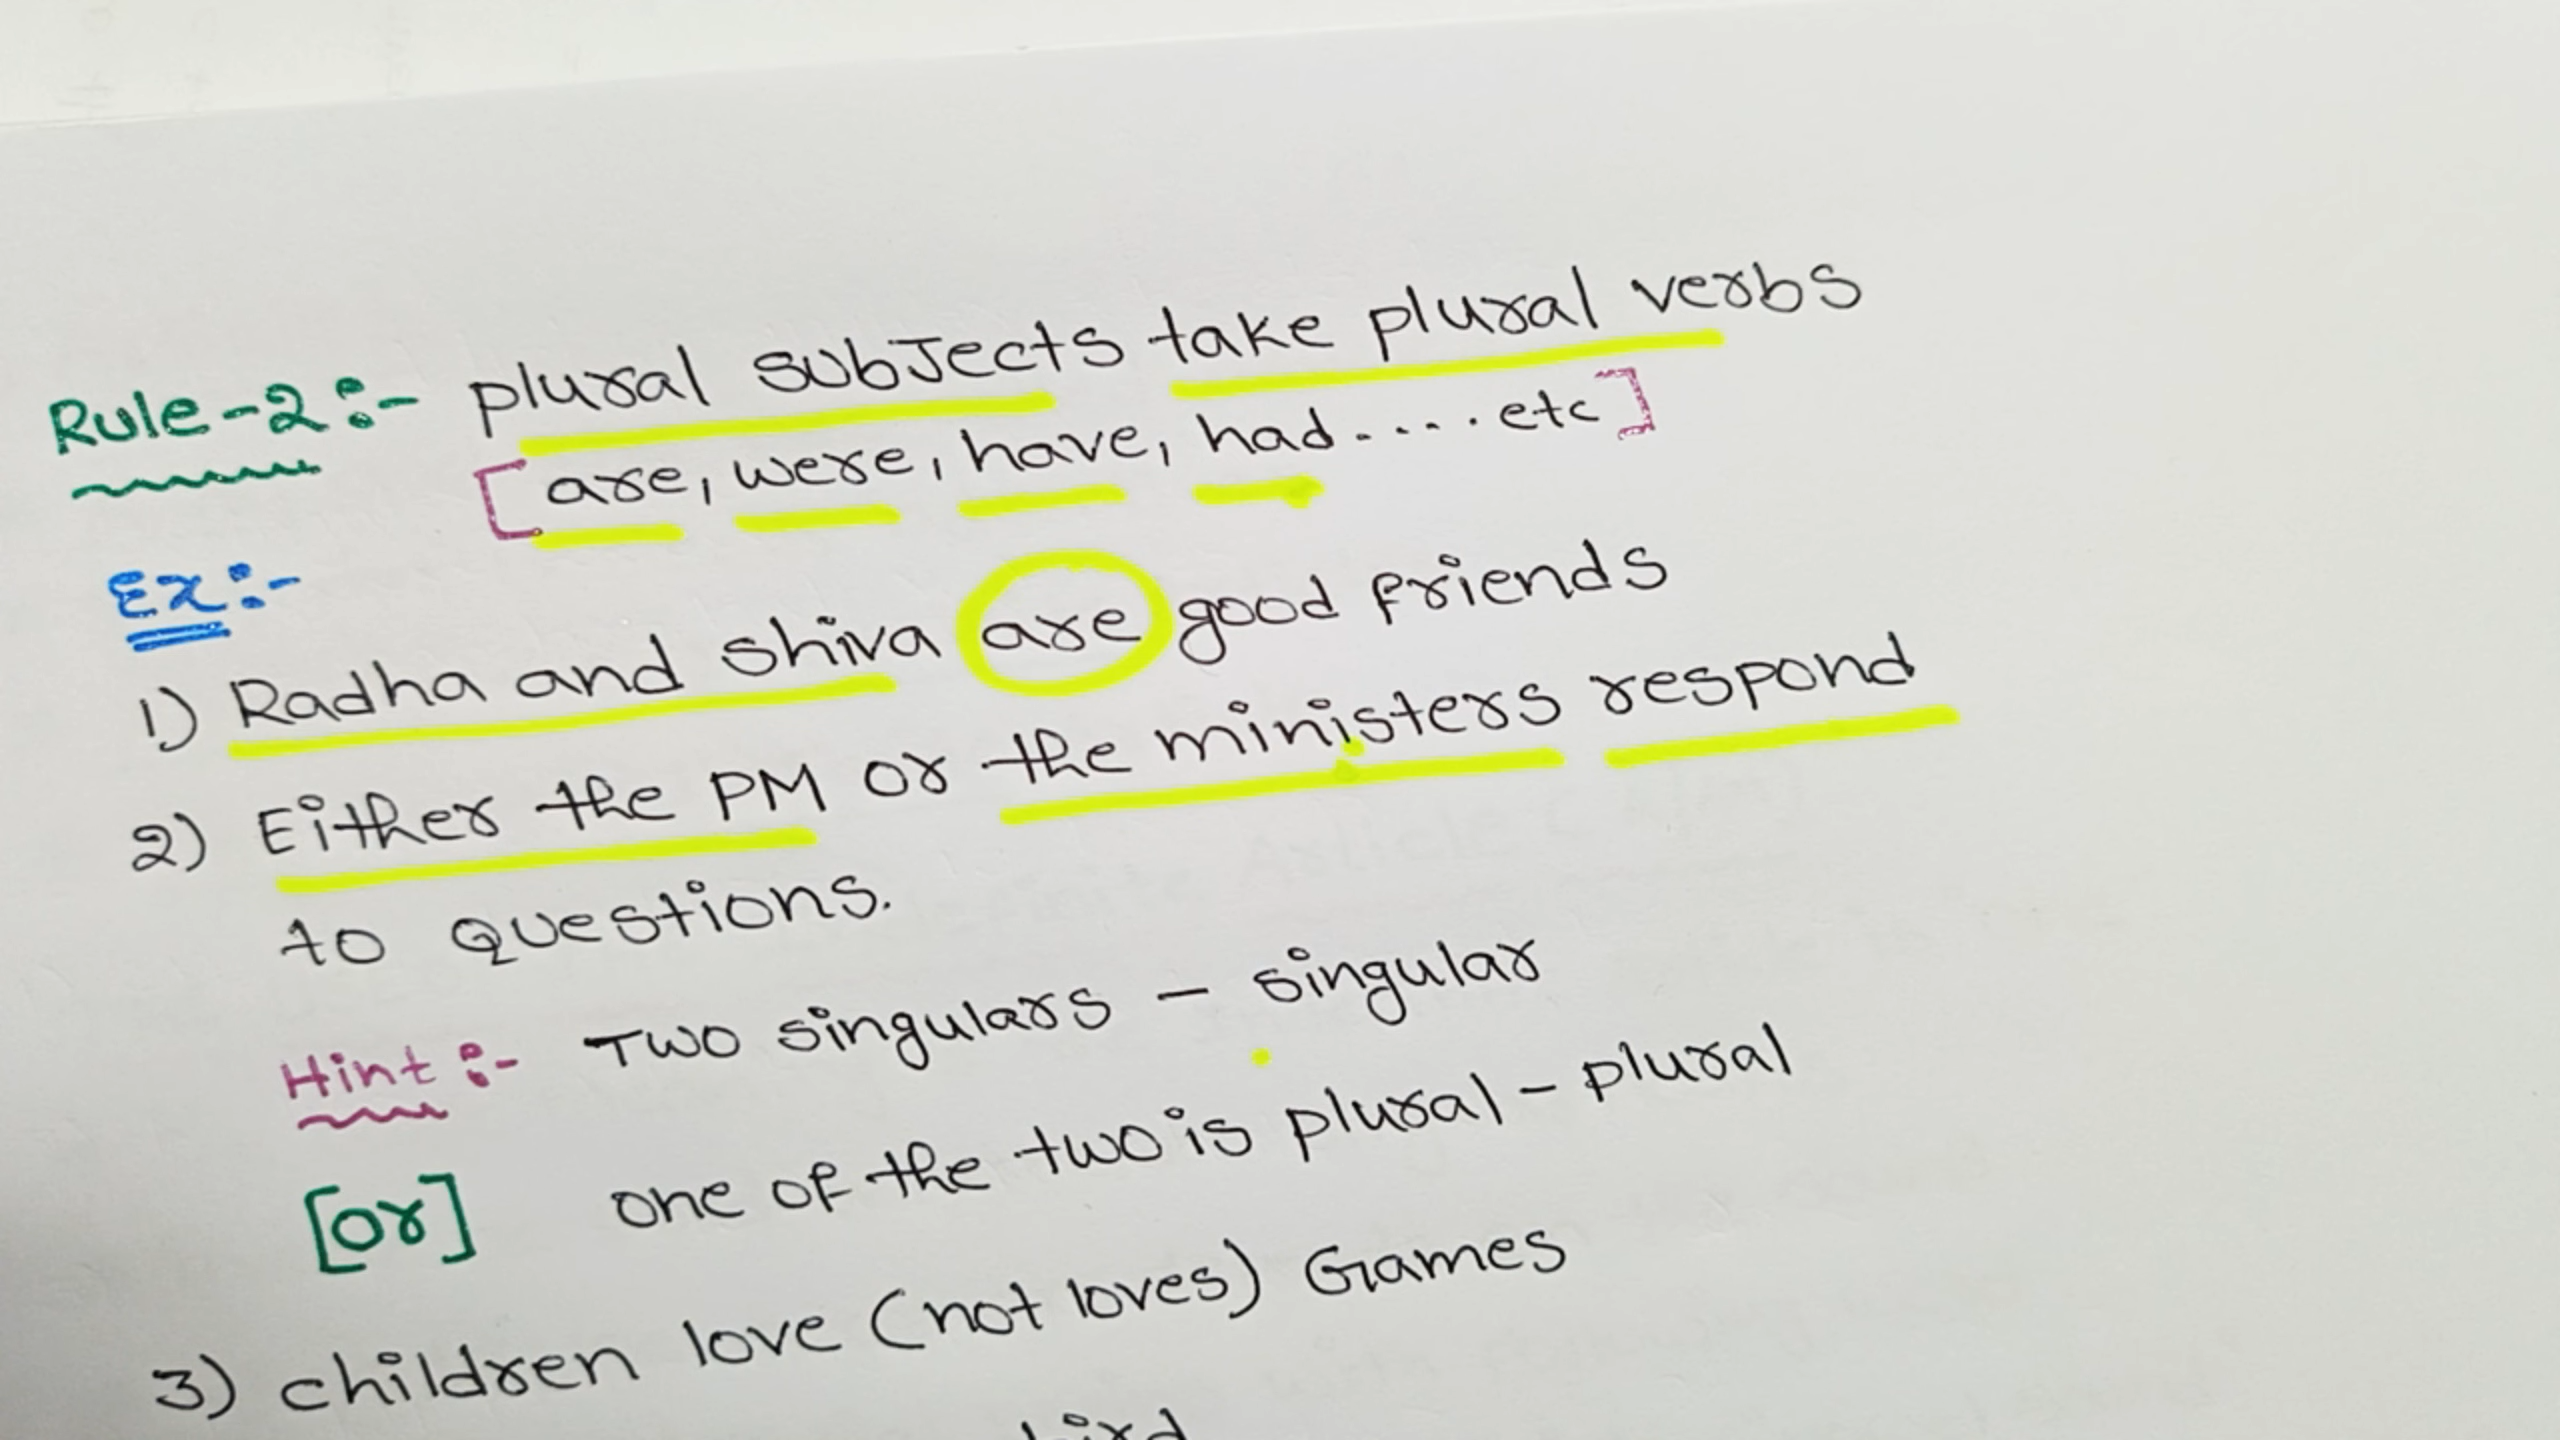 Rule-2:- plural subJects take plural verbs
[are, were, have, had.....etc]
Ex:-
1) Radha and shiva are good friends
2) Either the PM or the ministers respond
to Questions.
Hint:- Two singulars - singular
[or] one of the two is plural - plural
3) children love (not loves) Games